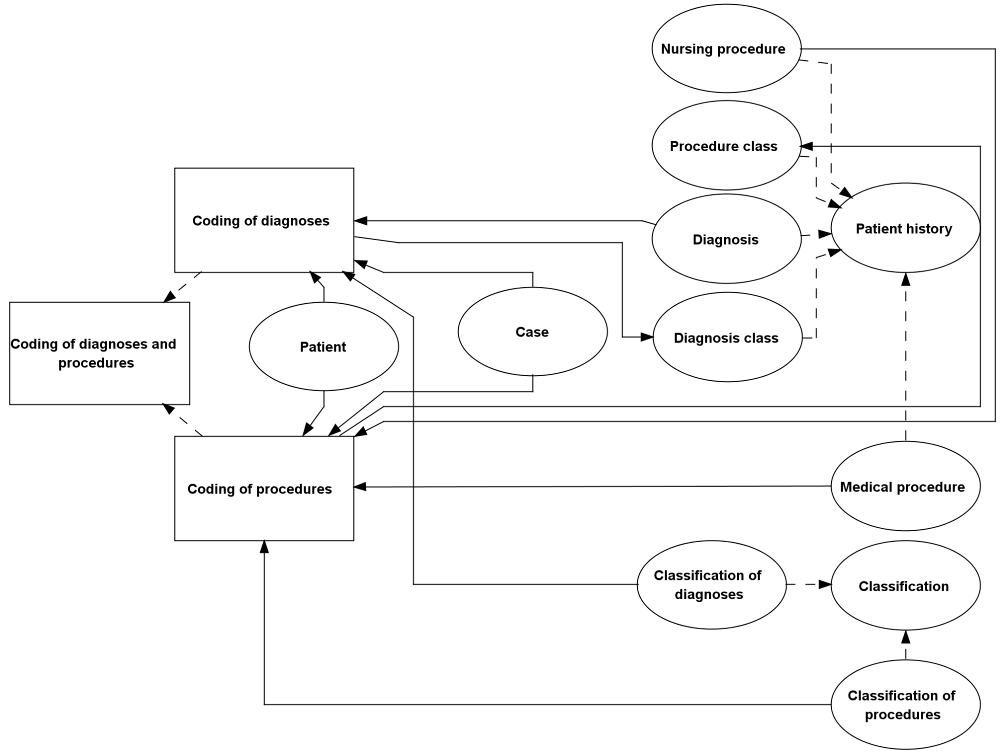 Nursing procedure
Procedure class
Coding of diagnoses
Patient history
Diagnosis
Case
Diagnosis class
Coding of diagnoses and
procedures
Patient
Coding of procedures
Medical procedure
Classification of
diagnoses
Classification
Classification of
procedures